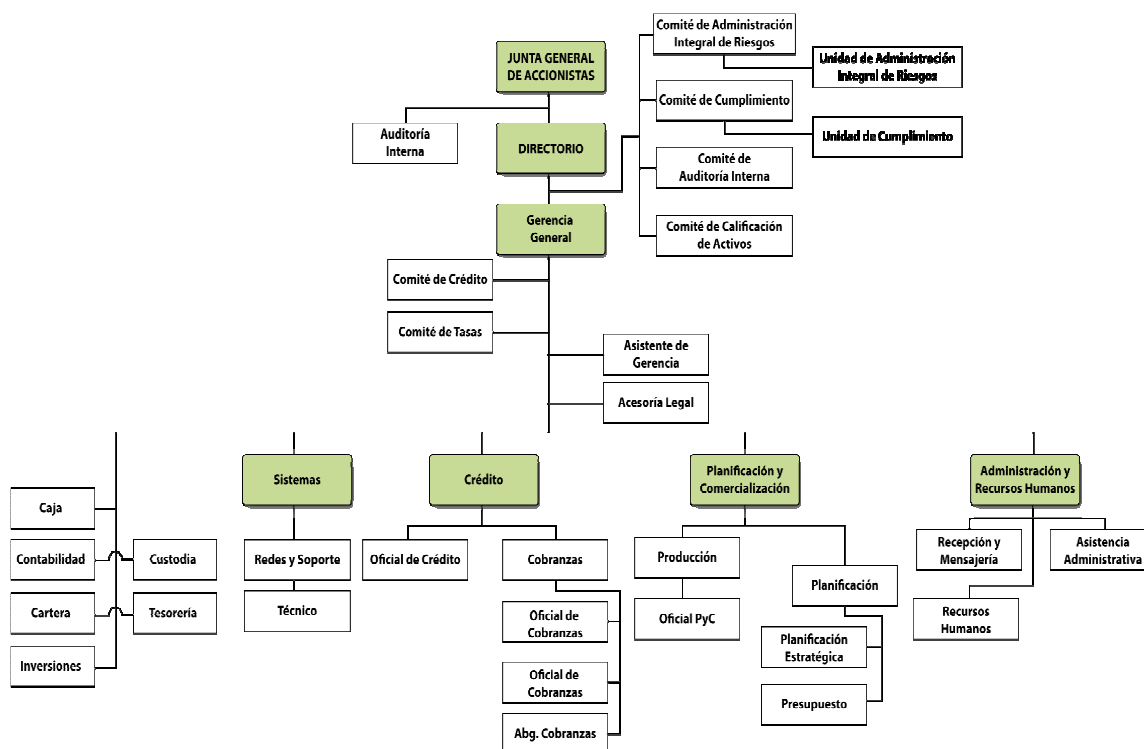 JUNTA GENERAL
DE ACCIONISTAS
Auditoría
Interna
DIRECTORIO
Gerencia
General
Comité de Administración
Integral de Riesgos
Unidad de Administración
Integral de Riesgos
Comité de Cumplimiento
Unidad de Cumplimiento
Comité de
Auditoría Interna
Comité de Calificación
de Activos
Comité de Crédito
Comité de Tasas
Asistente de
Gerencia
Acesoría Legal
Caja
Contabilidad
Custodia
Cartera
Tesorería
Inversiones
Sistemas
Redes y Soporte
Técnico
Crédito
Oficial de Crédito
Cobranzas
Oficial de
Cobranzas
Oficial de
Cobranzas
Abg. Cobranzas
Planificación y
Comercialización
Producción
Oficial PyC
Planificación
Planificación
Estratégica
Presupuesto
Administración y
Recursos Humanos
Recepción y
Mensajería
Asistencia
Administrativa
Recursos
Humanos